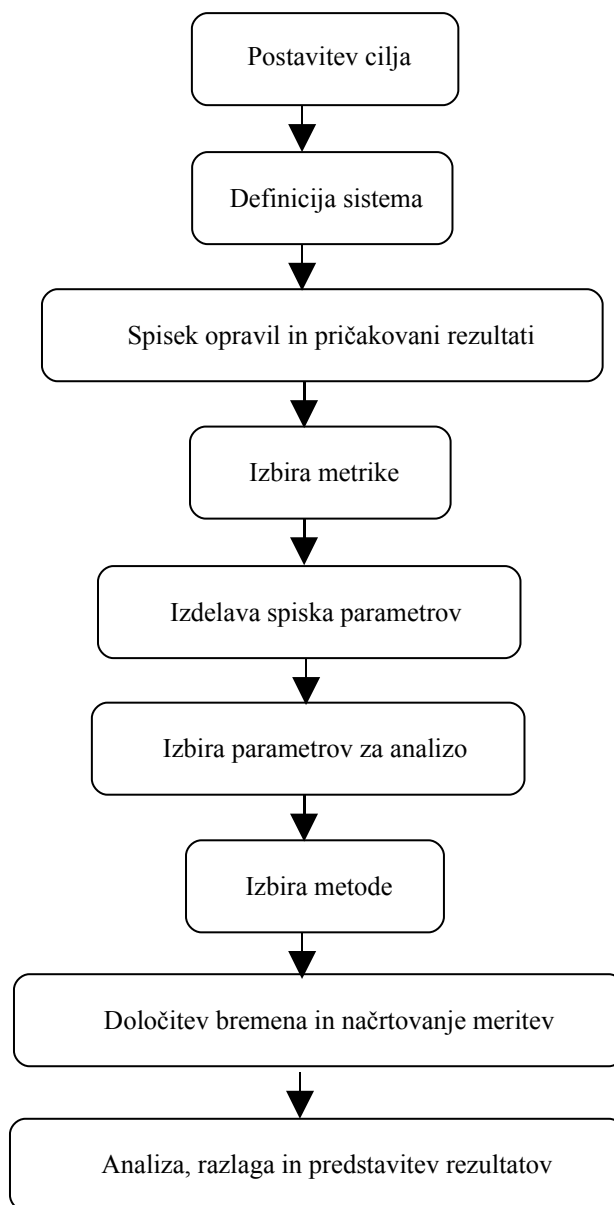 Postavitev cilja
Definicija sistema
Spisek opravil in pričakovani rezultati
Izbira metrike
Izdelava spiska parametrov
Izbira parametrov za analizo
Izbira metode
Določitev bremena in načrtovanje meritev
Analiza, razlaga in predstavitev rezultatov